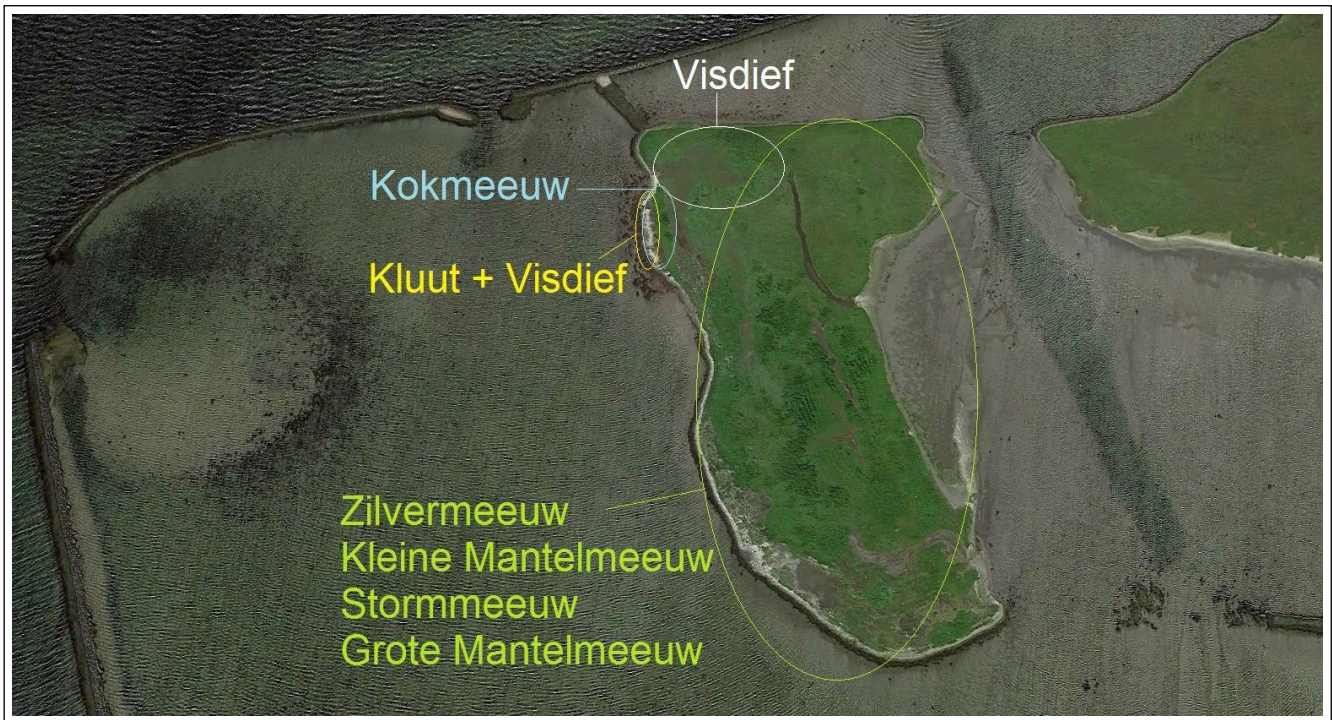 Visdief
Kokmeeuw
Kluut + Visdief
Zilvermeeuw
Kleine Mantelmeeuw
Stormmeeuw
Grote Mantelmeeuw